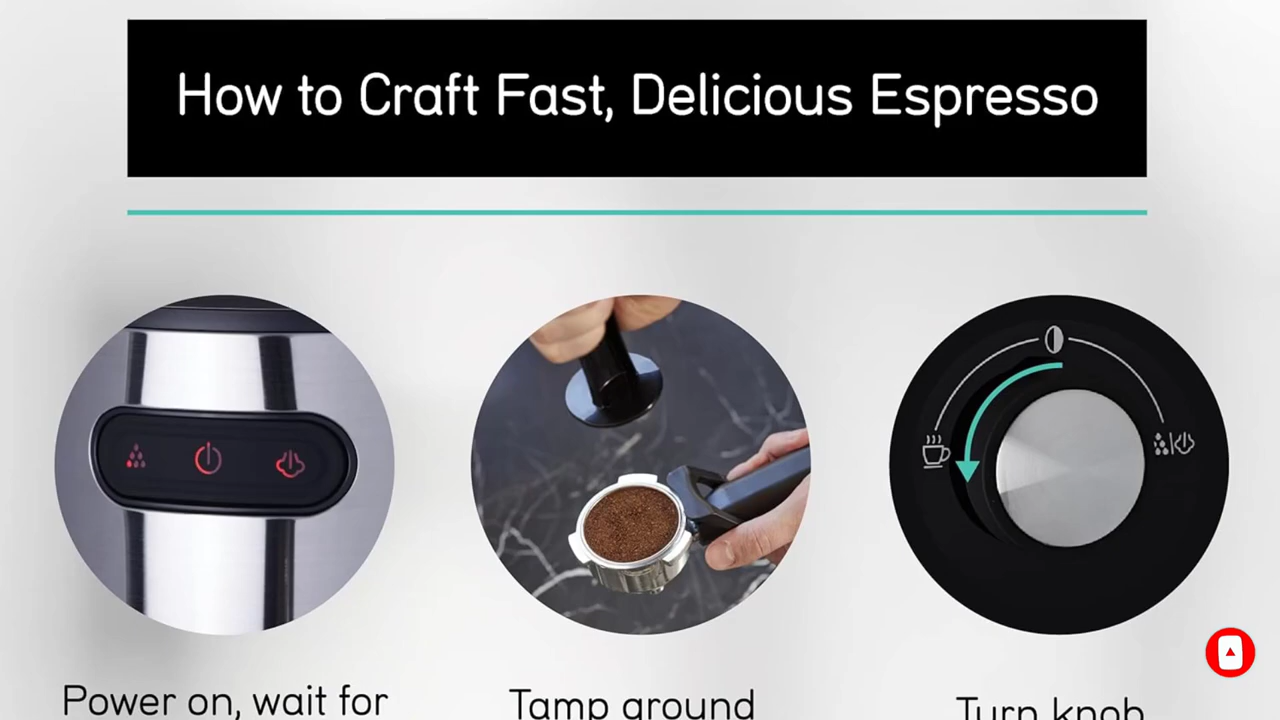 How to Craft Fast, Delicious Espresso
Power on, wait for
Tamp ground
Turn knob